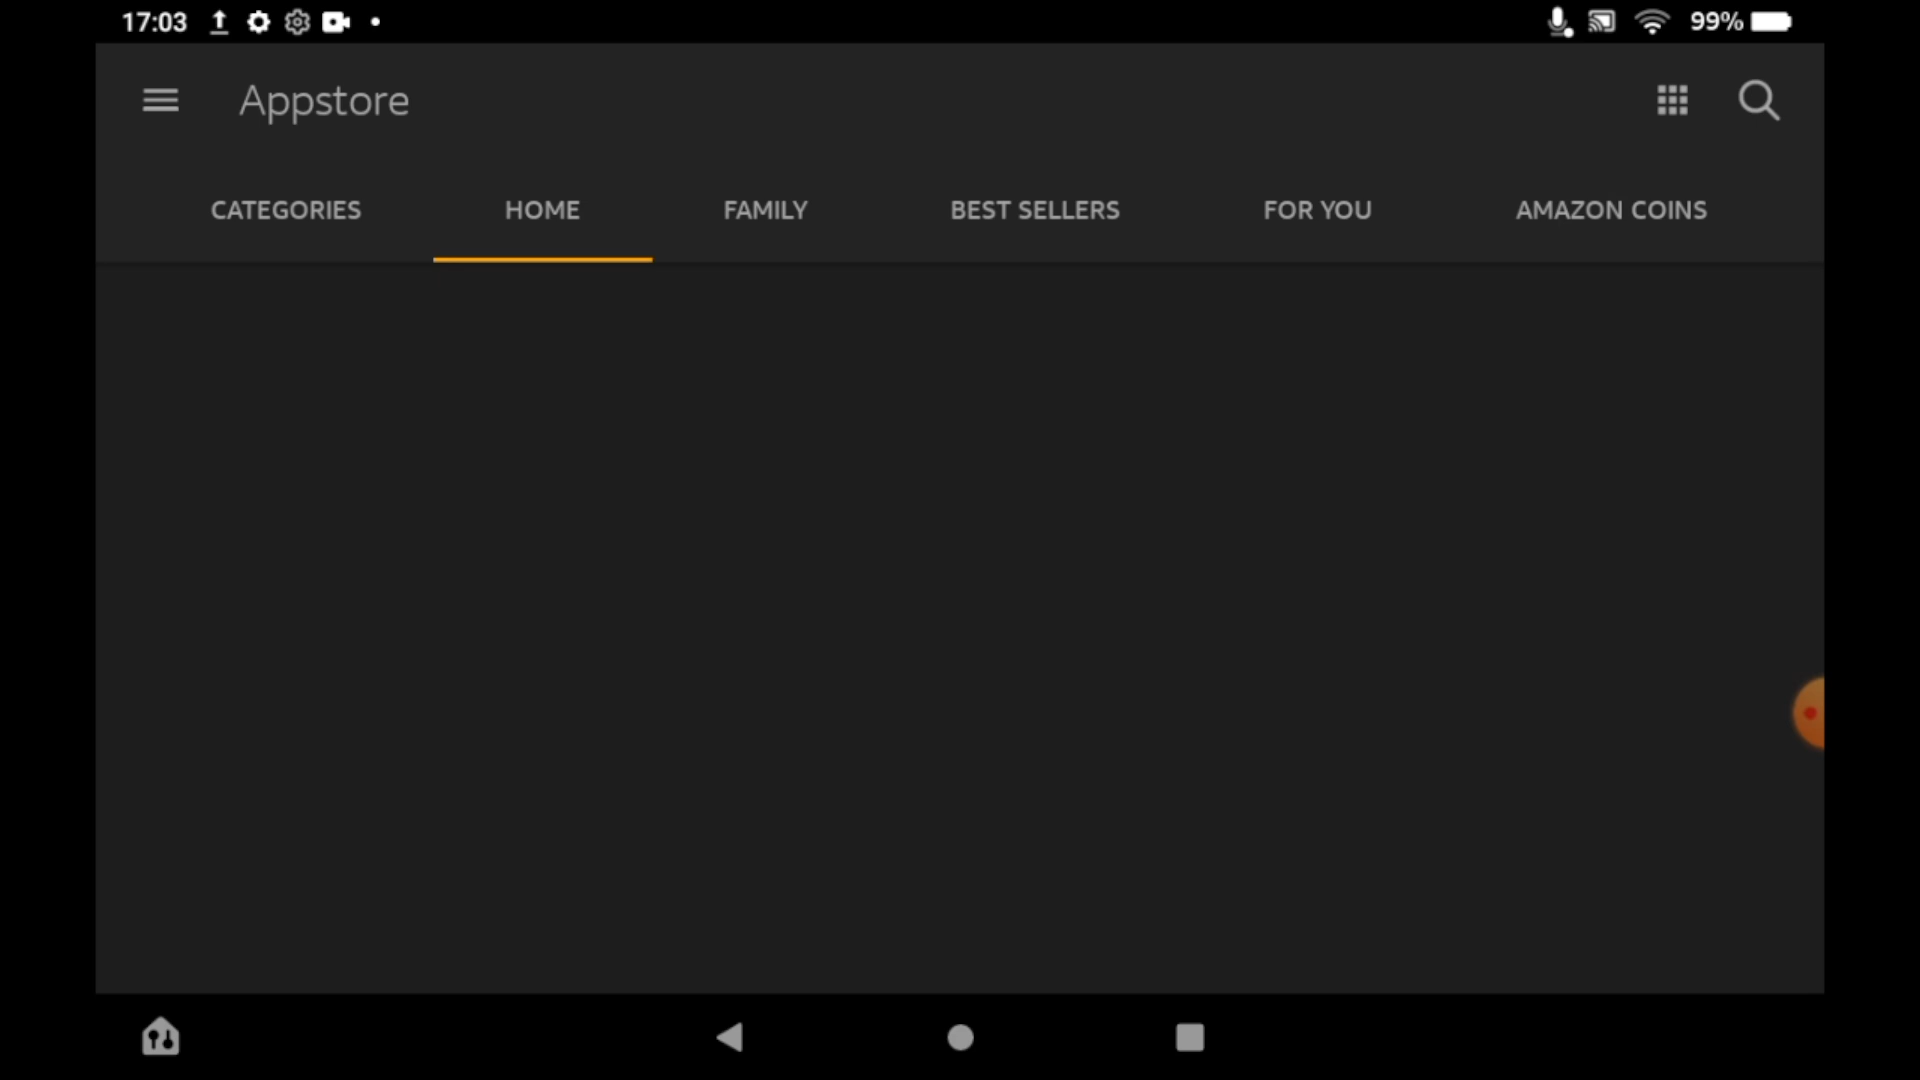 17:03 99%
Appstore
CATEGORIES HOME FAMILY BEST SELLERS FOR YOU AMAZON COINS